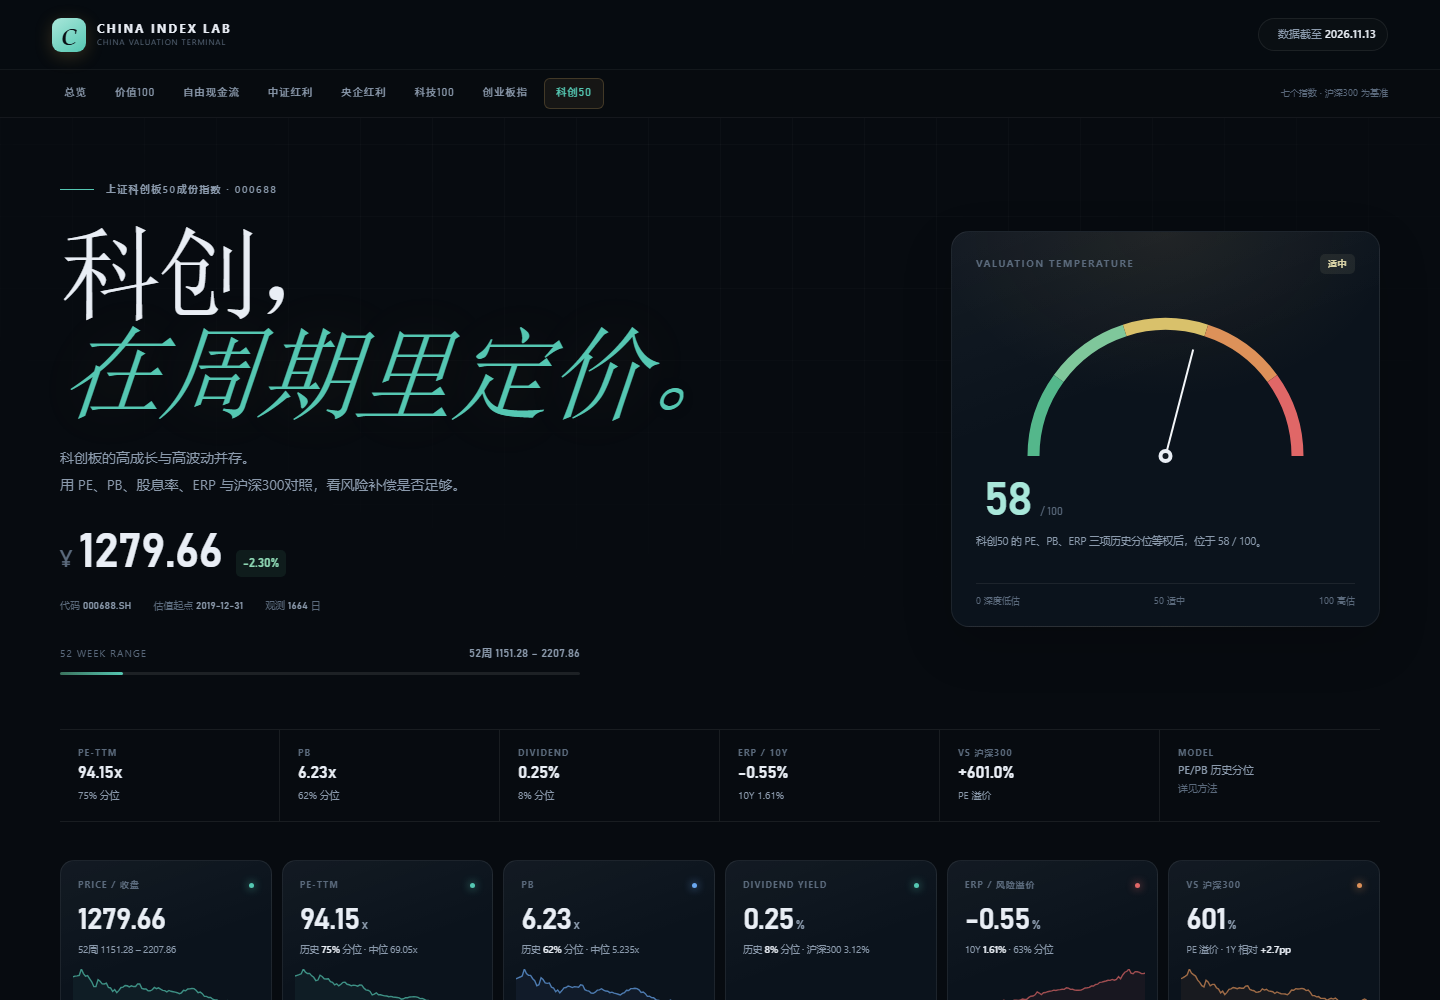 C
CHINA INDEX LAB
CHINA VALUATION TERMINAL
数据截至 2026.11.13
总览 价值100 自由现金流 中证红利 央企红利 科技100 创业板指 科创50
七个指数 · 沪深300 为基准
上证科创板50成份指数 · 000688
科创，
在周期里定价。
科创板的高成长与高波动并存。
用 PE、PB、股息率、ERP 与沪深300对照，看风险补偿是否足够。
¥ 1279.66 -2.30%
代码 000688.SH 估值起点 2019-12-31 观测 1664 日
52 WEEK RANGE 52周 1151.28 – 2207.86
VALUATION TEMPERATURE 适中
58 / 100
科创50 的 PE、PB、ERP 三项历史分位等权后，位于 58 / 100。
0 深度低估 50 适中 100 高估
PE-TTM
94.15x
75% 分位
PB
6.23x
62% 分位
DIVIDEND
0.25%
8% 分位
ERP / 10Y
-0.55%
10Y 1.61%
VS 沪深300
+601.0%
PE 溢价
MODEL
PE/PB 历史分位
详见方法
PRICE / 收盘
1279.66
52周 1151.28 – 2207.86
PE-TTM
94.15 x
历史 75% 分位 · 中位 69.05x
PB
6.23 x
历史 62% 分位 · 中位 5.235x
DIVIDEND YIELD
0.25 %
历史 8% 分位 · 沪深300 3.12%
ERP / 风险溢价
-0.55 %
10Y 1.61% · 63% 分位
VS 沪深300
601 %
PE 溢价 · 1Y 相对 +2.7pp